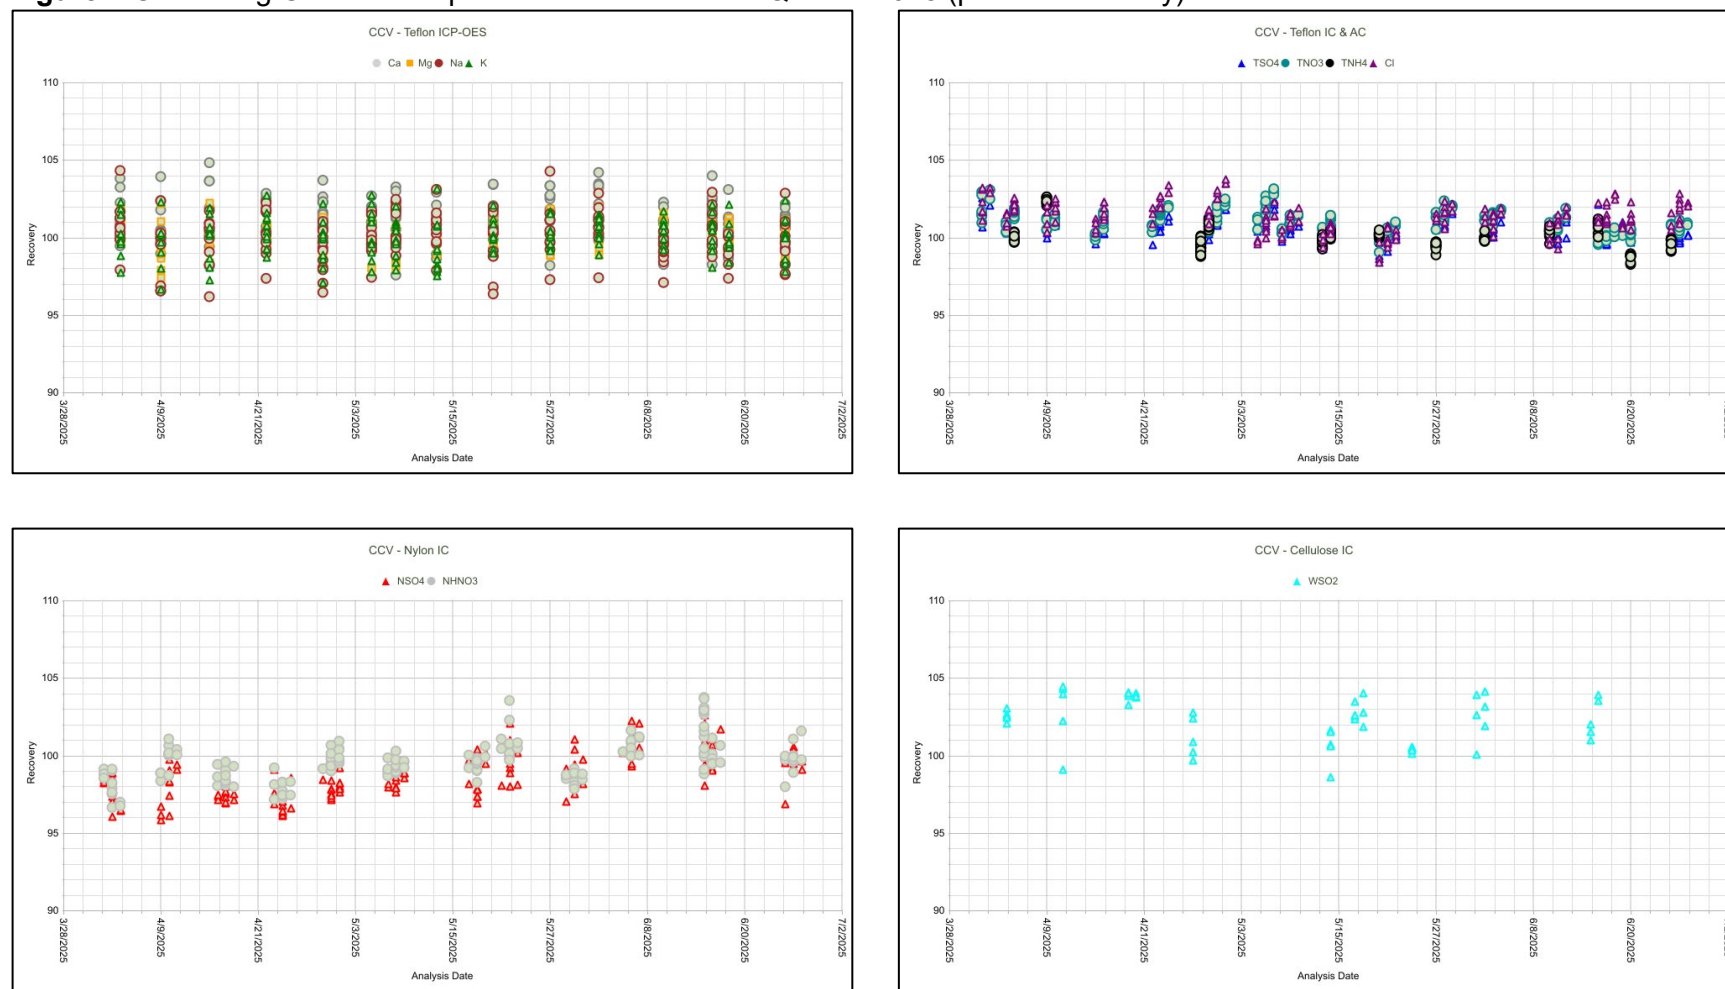 (p
y)
CCV - Teflon ICP-OES
Ca Mg Na K
110
105
100
95
90
Recovery
3/28/2025 4/9/2025 4/21/2025 5/3/2025 5/15/2025 5/27/2025 6/8/2025 6/20/2025 7/2/2025
Analysis Date
CCV - Teflon IC & AC
TSO4 TNO3 TNH4 Cl
110
105
100
95
90
Recovery
3/28/2025 4/9/2025 4/21/2025 5/3/2025 5/15/2025 5/27/2025 6/8/2025 6/20/2025
Analysis Date
CCV - Nylon IC
NSO4 NHNO3
110
105
100
95
90
Recovery
3/28/2025 4/9/2025 4/21/2025 5/3/2025 5/15/2025 5/27/2025 6/8/2025 6/20/2025 7/2/2025
Analysis Date
CCV - Cellulose IC
WSO2
110
105
100
95
90
Recovery
3/28/2025 4/9/2025 4/21/2025 5/3/2025 5/15/2025 5/27/2025 6/8/2025 6/20/2025
Analysis Date